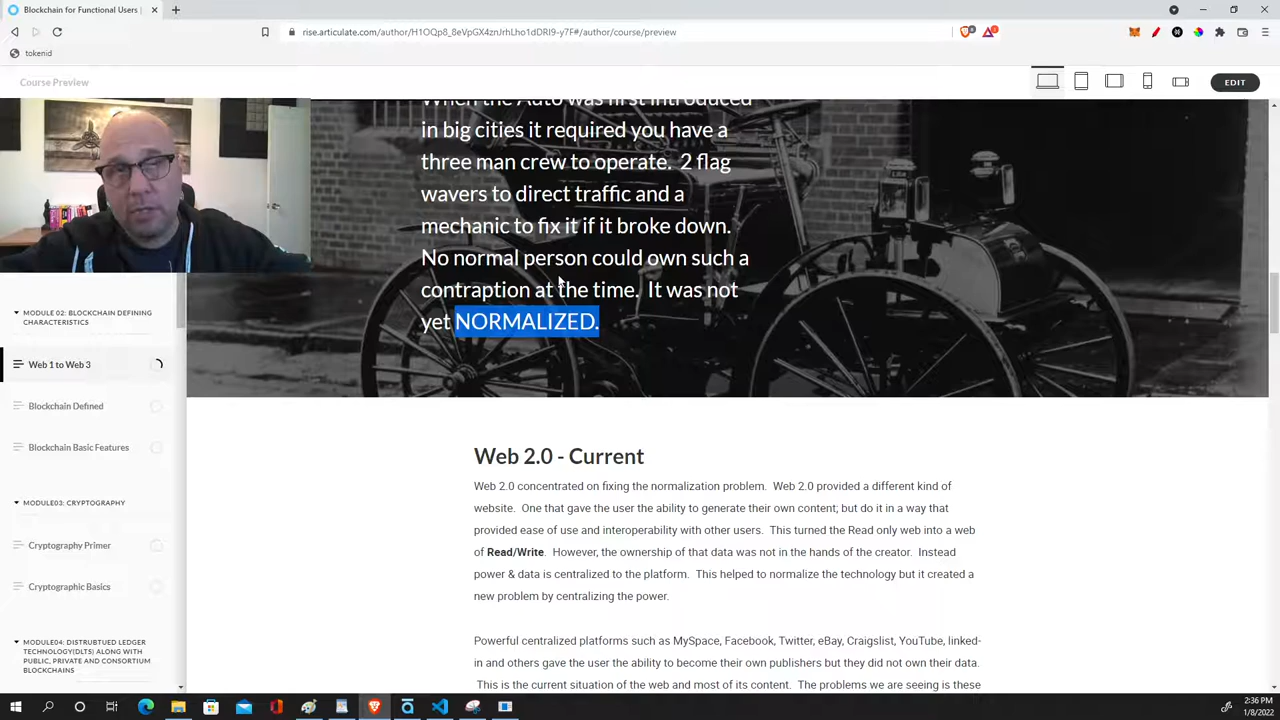 Blockchain for Functional Users |
rise.articulate.com/author/H1OQp8_8eVpGX4znJrhLho1dDRI9-y7F#/author/course/preview
tokenid
Course Preview
EDIT
When the Auto was first introduced
in big cities it required you have a
three man crew to operate. 2 flag
wavers to direct traffic and a
mechanic to fix it if it broke down.
No normal person could own such a
contraption at the time. It was not
yet NORMALIZED.
MODULE 02: BLOCKCHAIN DEFINING
CHARACTERISTICS
Web 1 to Web 3
Blockchain Defined
Blockchain Basic Features
MODULE03: CRYPTOGRAPHY
Cryptography Primer
Cryptographic Basics
MODULE04: DISTRUBTUED LEDGER
TECHNOLOGY(DLTS) ALONG WITH
PUBLIC, PRIVATE AND CONSORTIUM
BLOCKCHAINS
Web 2.0 - Current
Web 2.0 concentrated on fixing the normalization problem. Web 2.0 provided a different kind of
website. One that gave the user the ability to generate their own content; but do it in a way that
provided ease of use and interoperability with other users. This turned the Read only web into a web
of Read/Write. However, the ownership of that data was not in the hands of the creator. Instead
power & data is centralized to the platform. This helped to normalize the technology but it created a
new problem by centralizing the power.
Powerful centralized platforms such as MySpace, Facebook, Twitter, eBay, Craigslist, YouTube, linked-
in and others gave the user the ability to become their own publishers but they did not own their data.
This is the current situation of the web and most of its content. The problems we are seeing is these
2:36 PM
1/8/2022